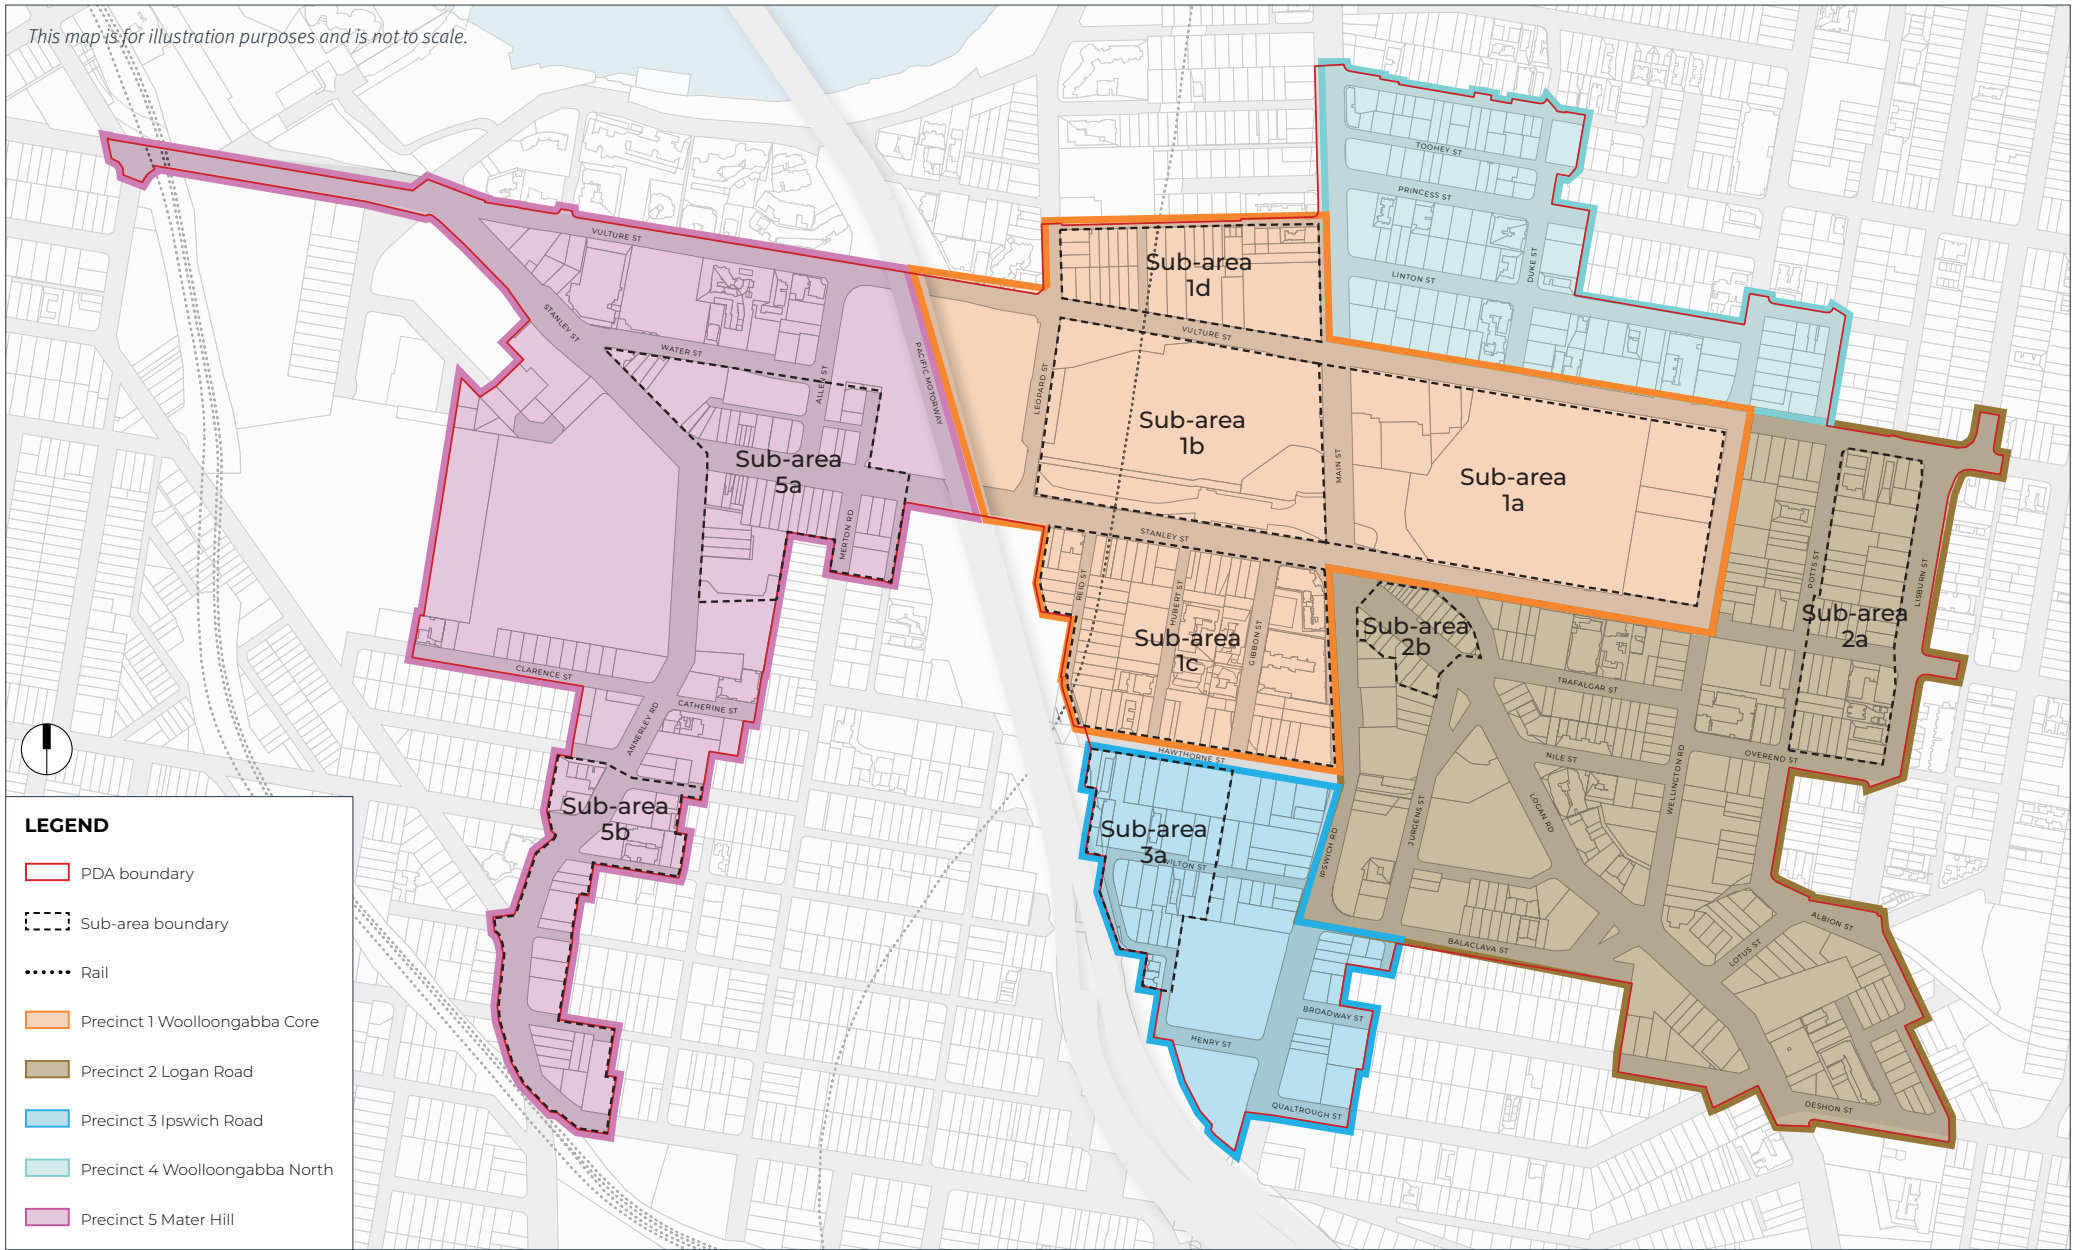 This map is for illustration purposes and is not to scale.
TOOHEY ST
PRINCESS ST
LINTON ST
DUKE ST
VULTURE ST
STANLEY ST
WATER ST
ALLEN ST
PACIFIC MOTORWAY
LEOPARD ST
Sub-area
1d
VULTURE ST
Sub-area
1b
MAIN ST
Sub-area
1a
Sub-area
5a
MERTON RD
STANLEY ST
REID ST
HUBERT ST
GIBBON ST
Sub-area
1c
Sub-area
2b
POTTS ST
LISBURN ST
Sub-area
2a
CLARENCE ST
CATHERINE ST
ANNERLEY RD
TRAFALGAR ST
HAWTHORNE ST
NILE ST
OVEREND ST
WELLINGTON RD
LOGAN RD
JURGENS ST
IPSWICH RD
Sub-area
5b
Sub-area
3a
WILTON ST
BALACLAVA ST
ALBION ST
LOTUS ST
BROADWAY ST
HENRY ST
QUALTROUGH ST
DESHON ST
LEGEND
PDA boundary
Sub-area boundary
Rail
Precinct 1 Woolloongabba Core
Precinct 2 Logan Road
Precinct 3 Ipswich Road
Precinct 4 Woolloongabba North
Precinct 5 Mater Hill